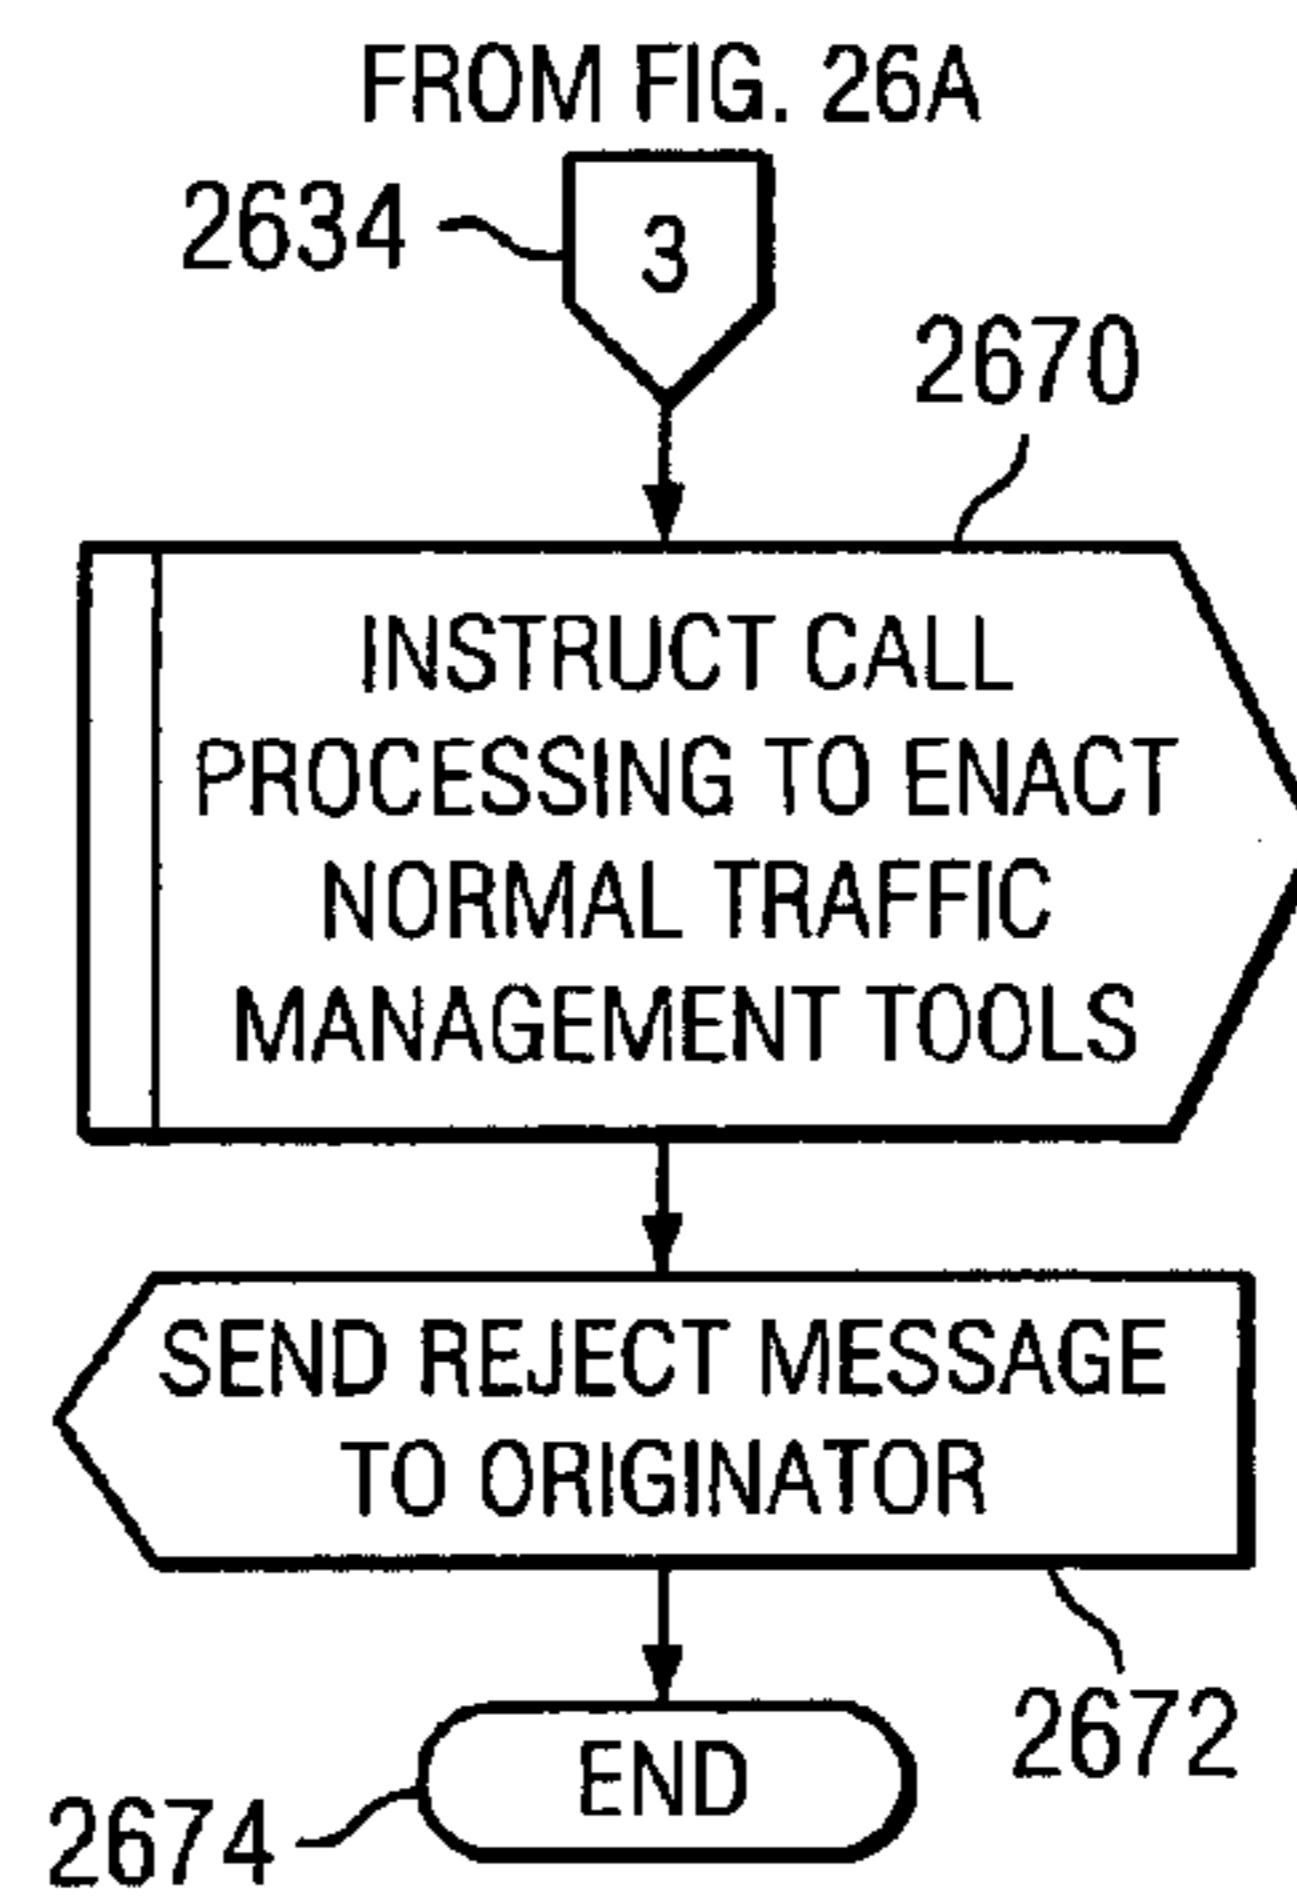 FROM FIG. 26A
2634
3
2670
INSTRUCT CALL
PROCESSING TO ENACT
NORMAL TRAFFIC
MANAGEMENT TOOLS
SEND REJECT MESSAGE
TO ORIGINATOR
2672
END
2674